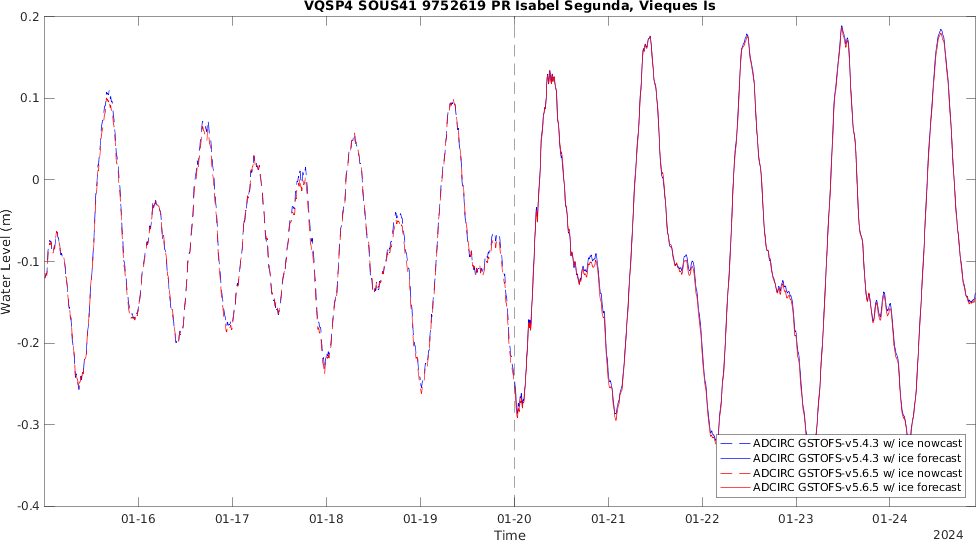 VQSP4 SOUS41 9752619 PR Isabel Segunda, Vieques Is
0.2
0.1
0
-0.1
-0.2
-0.3
-0.4
Water Level (m)
01-16
01-17
01-18
01-19
01-20
01-21
01-22
01-23
01-24
Time
2024
ADCIRC GSTOFS-v5.4.3 w/ ice nowcast
ADCIRC GSTOFS-v5.4.3 w/ ice forecast
ADCIRC GSTOFS-v5.6.5 w/ ice nowcast
ADCIRC GSTOFS-v5.6.5 w/ ice forecast